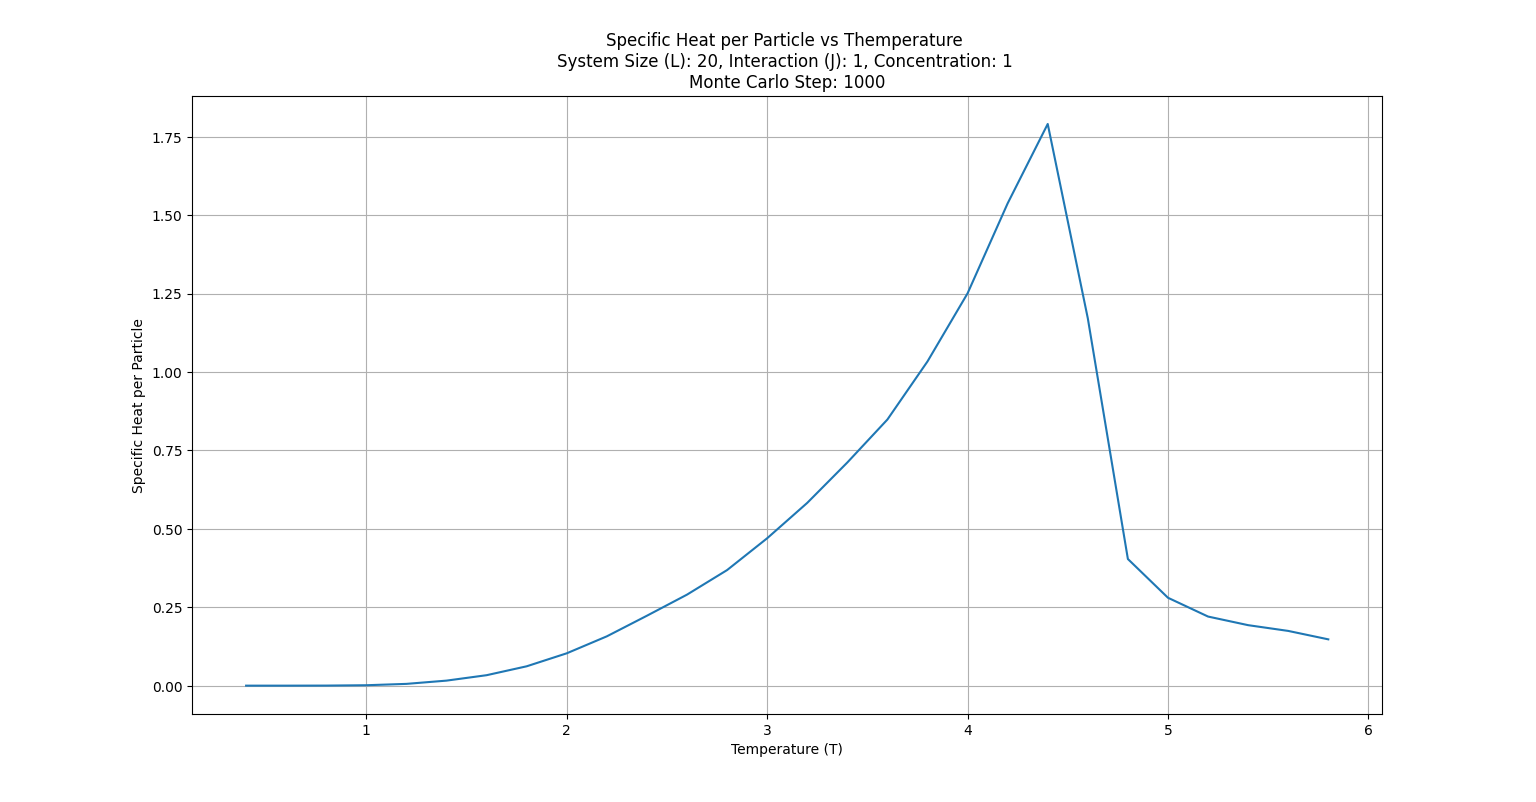 Specific Heat per Particle vs Themperature
System Size (L): 20, Interaction (J): 1, Concentration: 1
Monte Carlo Step: 1000
Specific Heat per Particle
1.75
1.50
1.25
1.00
0.75
0.50
0.25
0.00
1 2 3 4 5 6
Temperature (T)